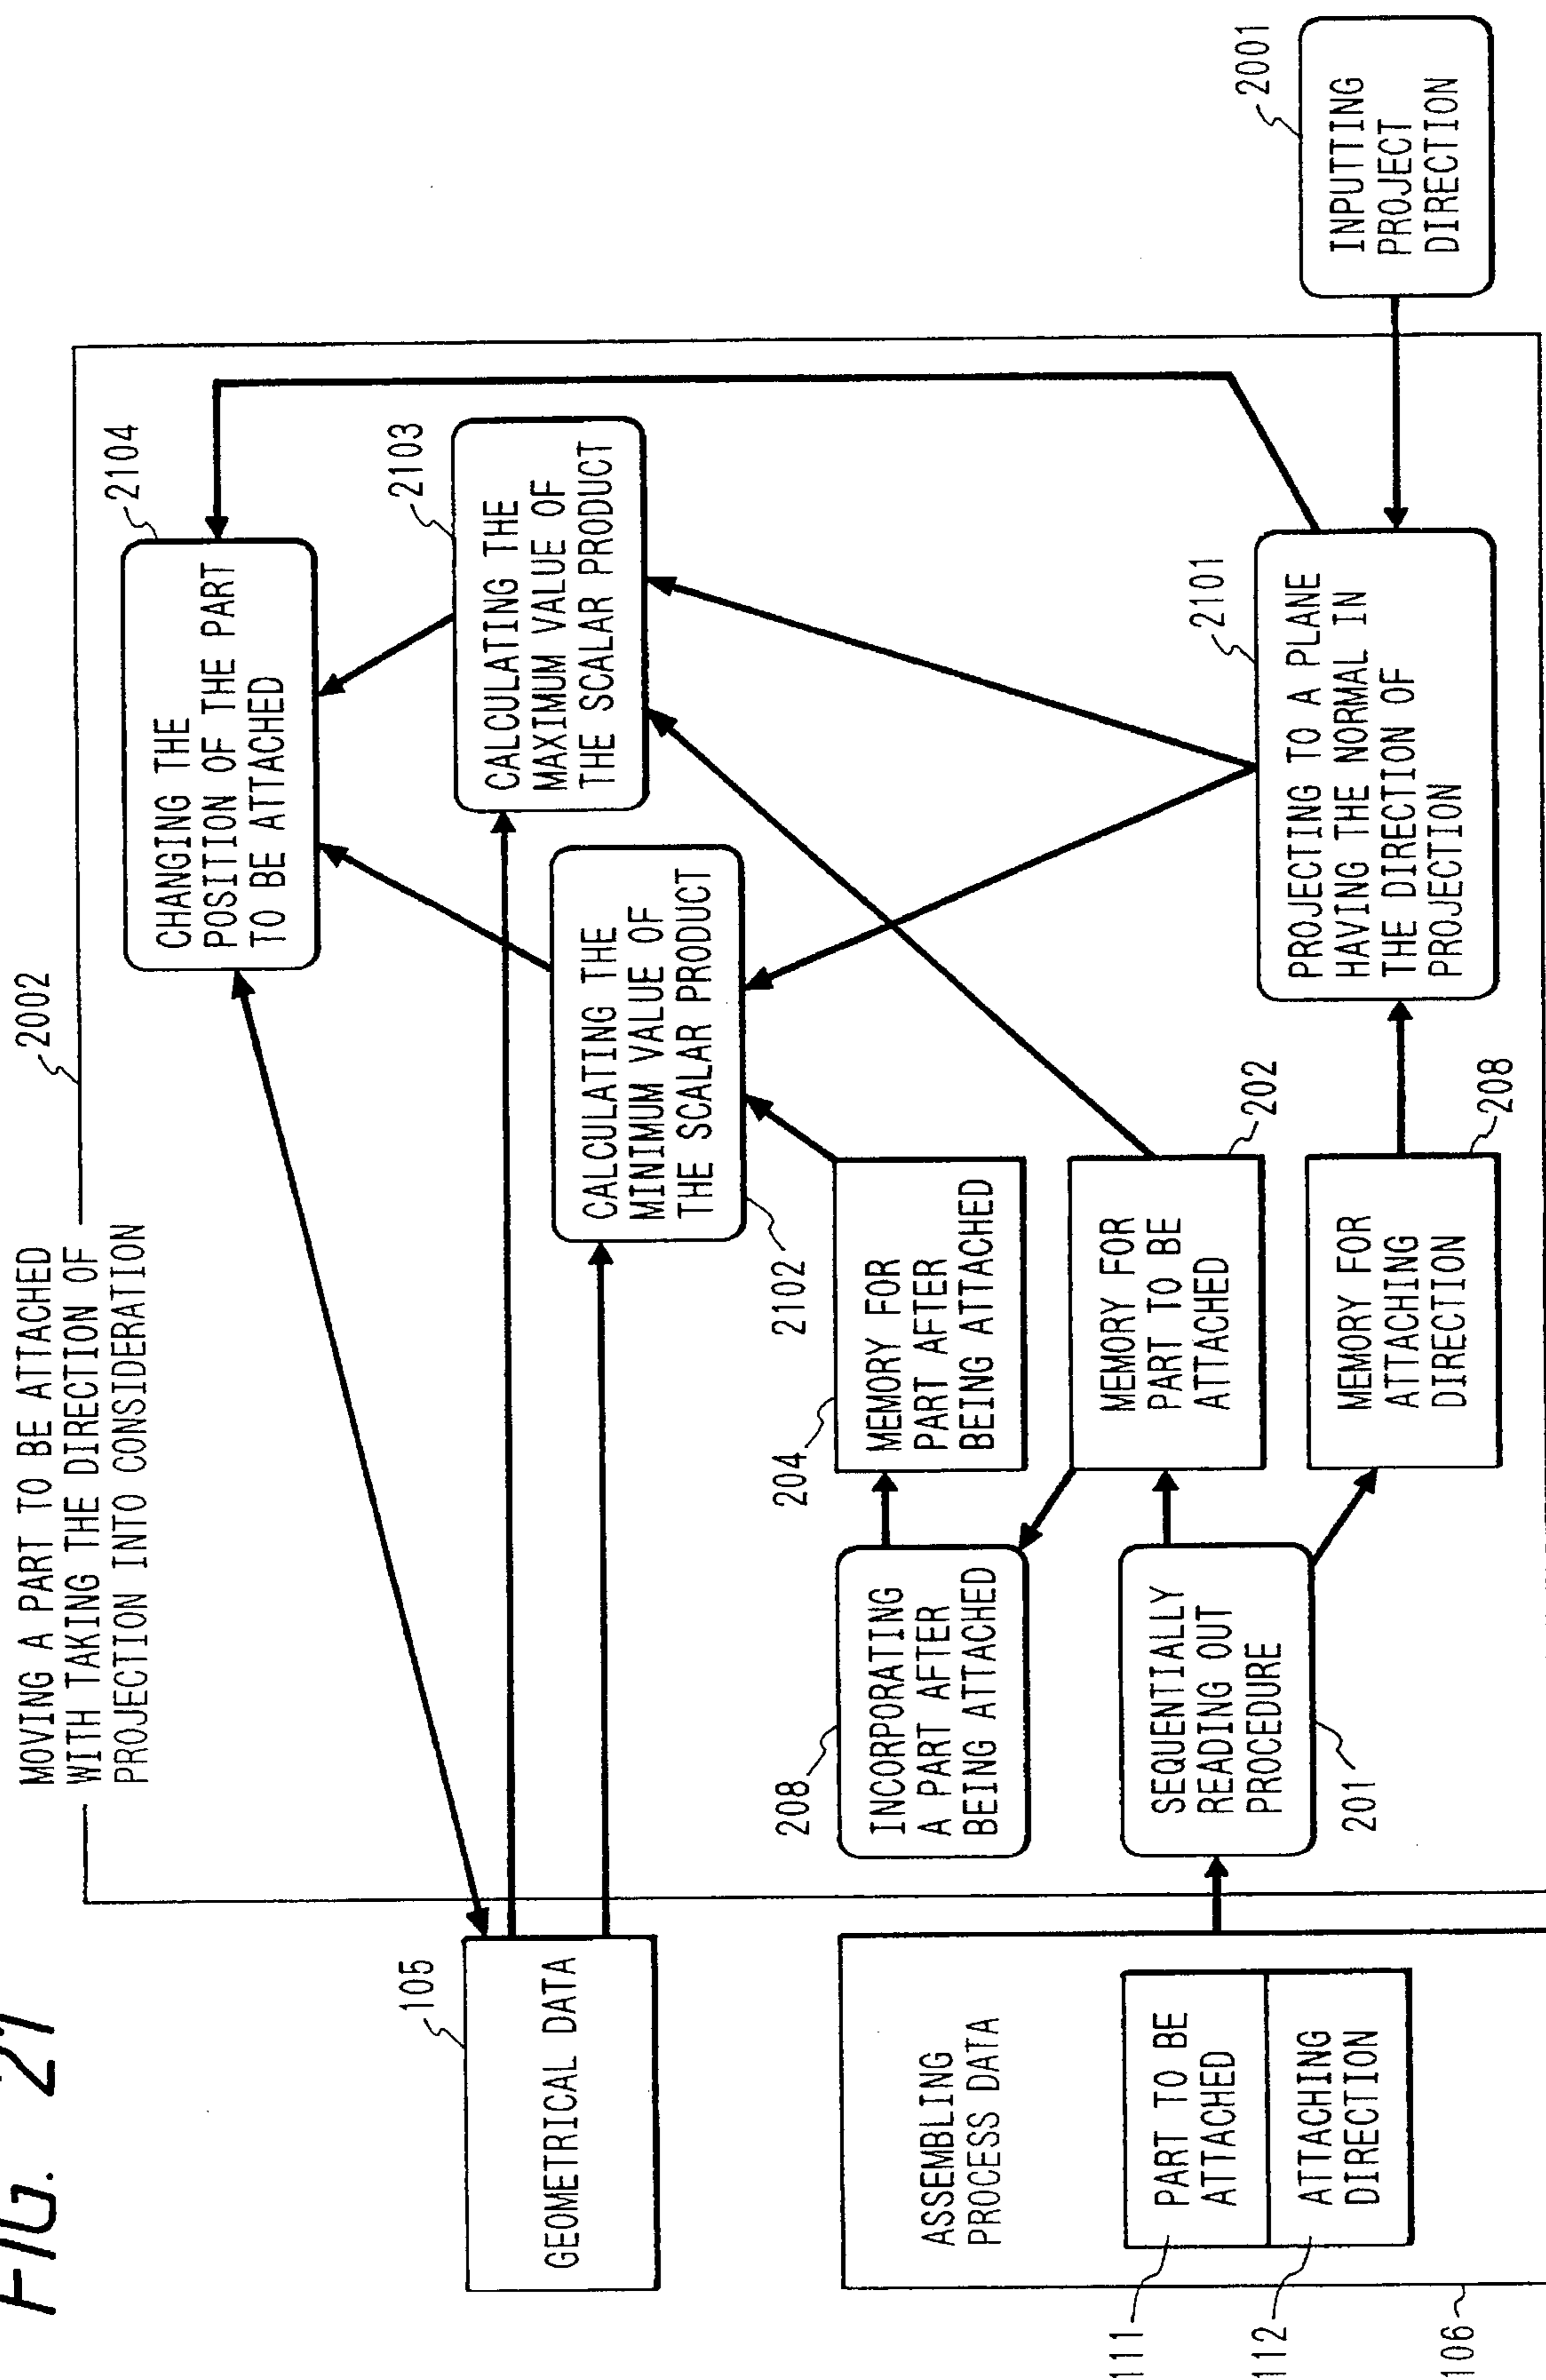 FIG. 21
MOVING A PART TO BE ATTACHED
WITH TAKING THE DIRECTION OF
PROJECTION INTO CONSIDERATION
2002
CHANGING THE
POSITION OF THE PART
TO BE ATTACHED
2104
105
GEOMETRICAL DATA
CALCULATING THE
MAXIMUM VALUE OF
THE SCALAR PRODUCT
2103
CALCULATING THE
MINIMUM VALUE OF
THE SCALAR PRODUCT
2102
208
INCORPORATING
A PART AFTER
BEING ATTACHED
204
MEMORY FOR
PART AFTER
BEING ATTACHED
ASSEMBLING
PROCESS DATA
111
PART TO BE
ATTACHED
112
ATTACHING
DIRECTION
106
SEQUENTIALLY
READING OUT
PROCEDURE
201
MEMORY FOR
PART TO BE
ATTACHED
202
MEMORY FOR
ATTACHING
DIRECTION
208
PROJECTING TO A PLANE
HAVING THE NORMAL IN
THE DIRECTION OF
PROJECTION
2101
INPUTTING
PROJECT
DIRECTION
2001